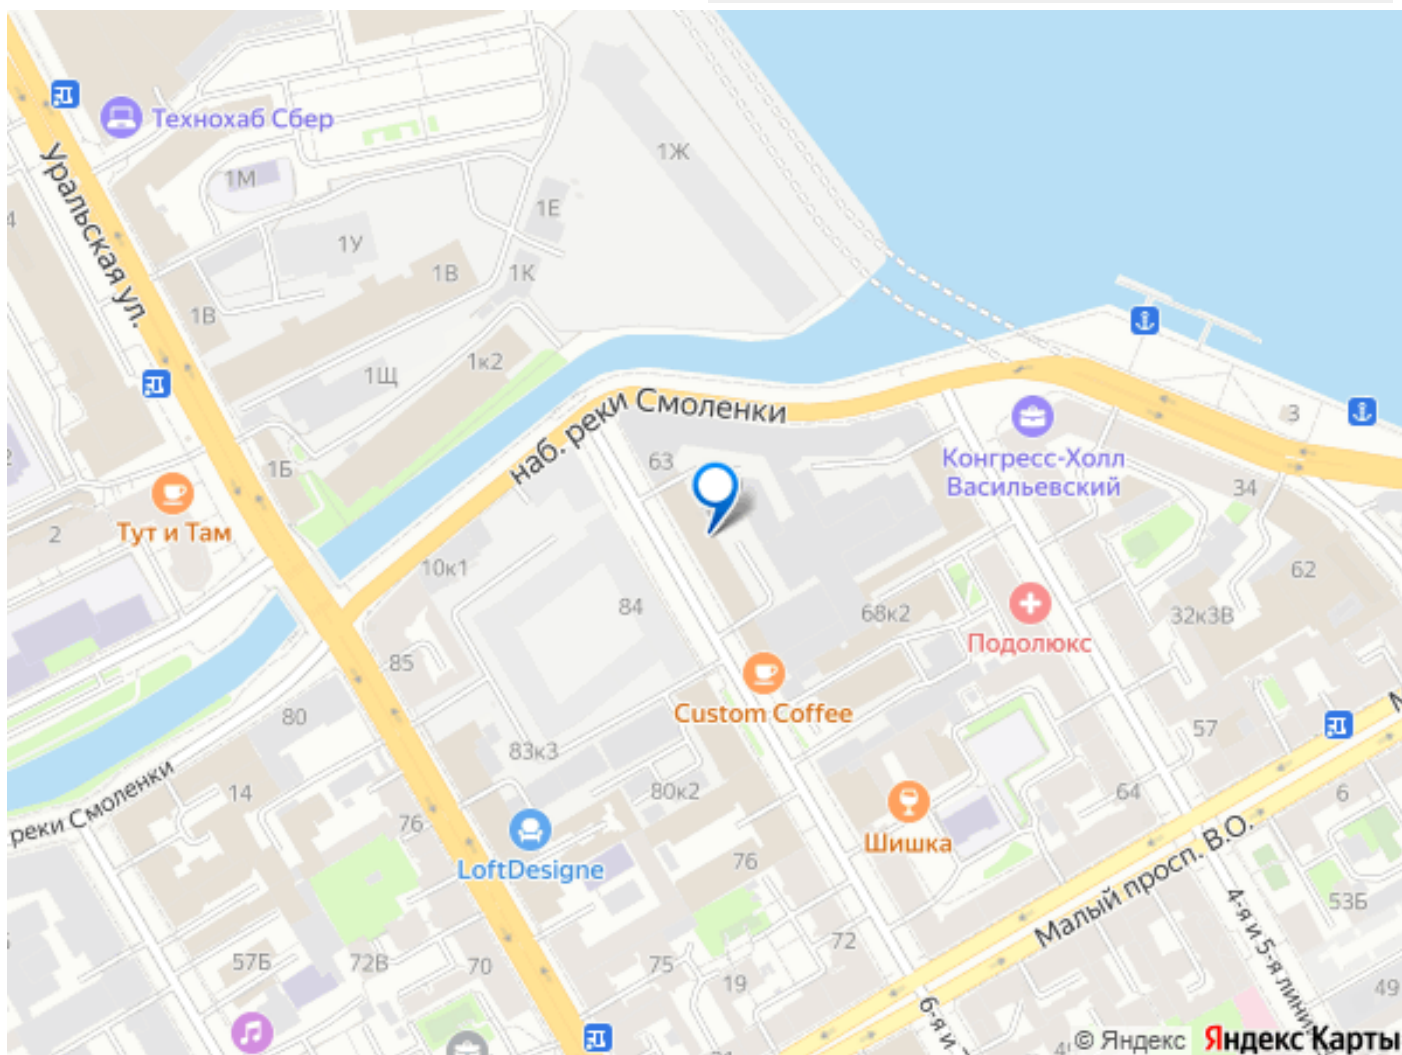 Технохаб Сбер
Уральская ул.
1М
1Ж
1Е
1У
1В
1К
1В
1к2
1Щ
наб. реки Смоленки
3
63
Конгресс-Холл
Васильевский
34
1Б
Тут и Там
2
10к1
84
68к2
62
32к3В
Подолюкс
85
Custom Coffee
80
83к3
57
14
80к2
64
6
реки Смоленки
76
Шишка
LoftDesigne
76
Малый просп. В.О.
53Б
4-я и 5-я линии
72
57Б
72В
70
75
19
49
6-я и
© Яндекс
Яндекс Карты